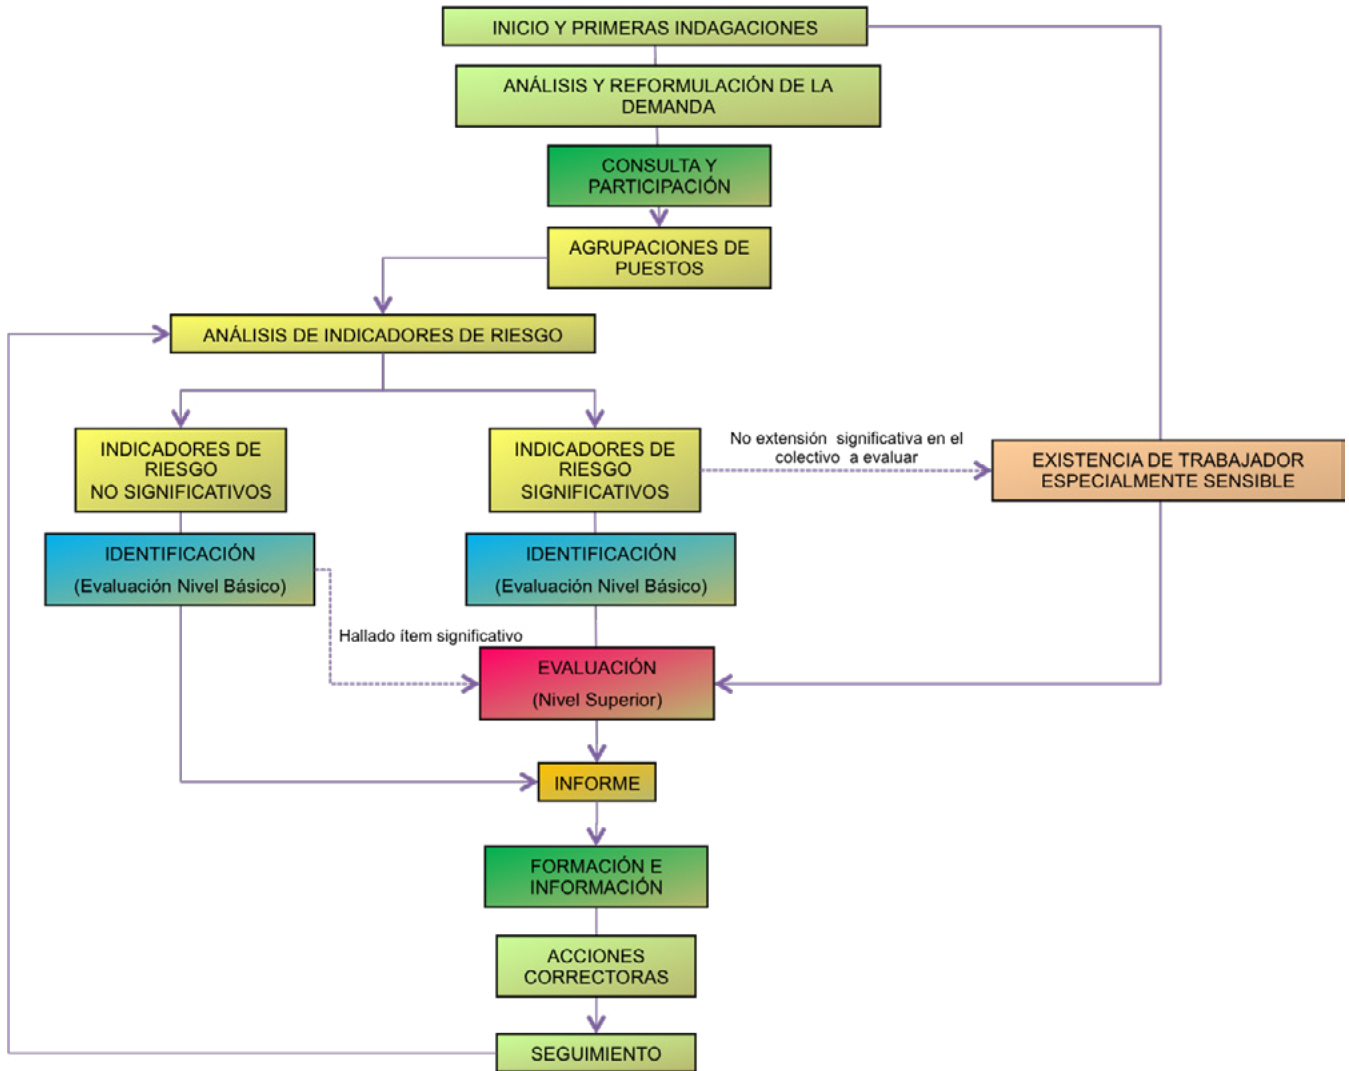 INICIO Y PRIMERAS INDAGACIONES
ANÁLISIS Y REFORMULACIÓN DE LA
DEMANDA
CONSULTA Y
PARTICIPACIÓN
AGRUPACIONES DE
PUESTOS
ANÁLISIS DE INDICADORES DE RIESGO
INDICADORES DE
RIESGO
NO SIGNIFICATIVOS
INDICADORES DE
RIESGO
SIGNIFICATIVOS
No extensión significativa en el
colectivo a evaluar
EXISTENCIA DE TRABAJADOR
ESPECIALMENTE SENSIBLE
IDENTIFICACIÓN
(Evaluación Nivel Básico)
IDENTIFICACIÓN
(Evaluación Nivel Básico)
Hallado ítem significativo
EVALUACIÓN
(Nivel Superior)
INFORME
FORMACIÓN E
INFORMACIÓN
ACCIONES
CORRECTORAS
SEGUIMIENTO